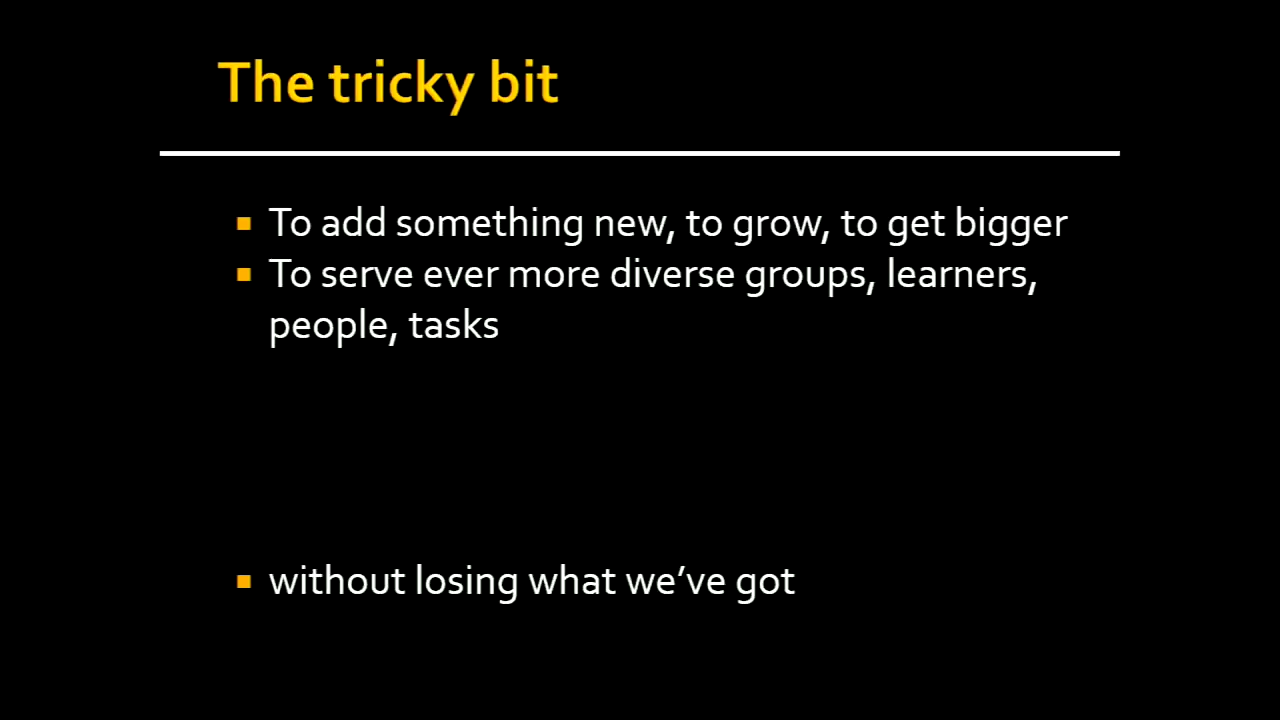 The tricky bit
To add something new, to grow, to get bigger
To serve ever more diverse groups, learners,
people, tasks
without losing what we’ve got